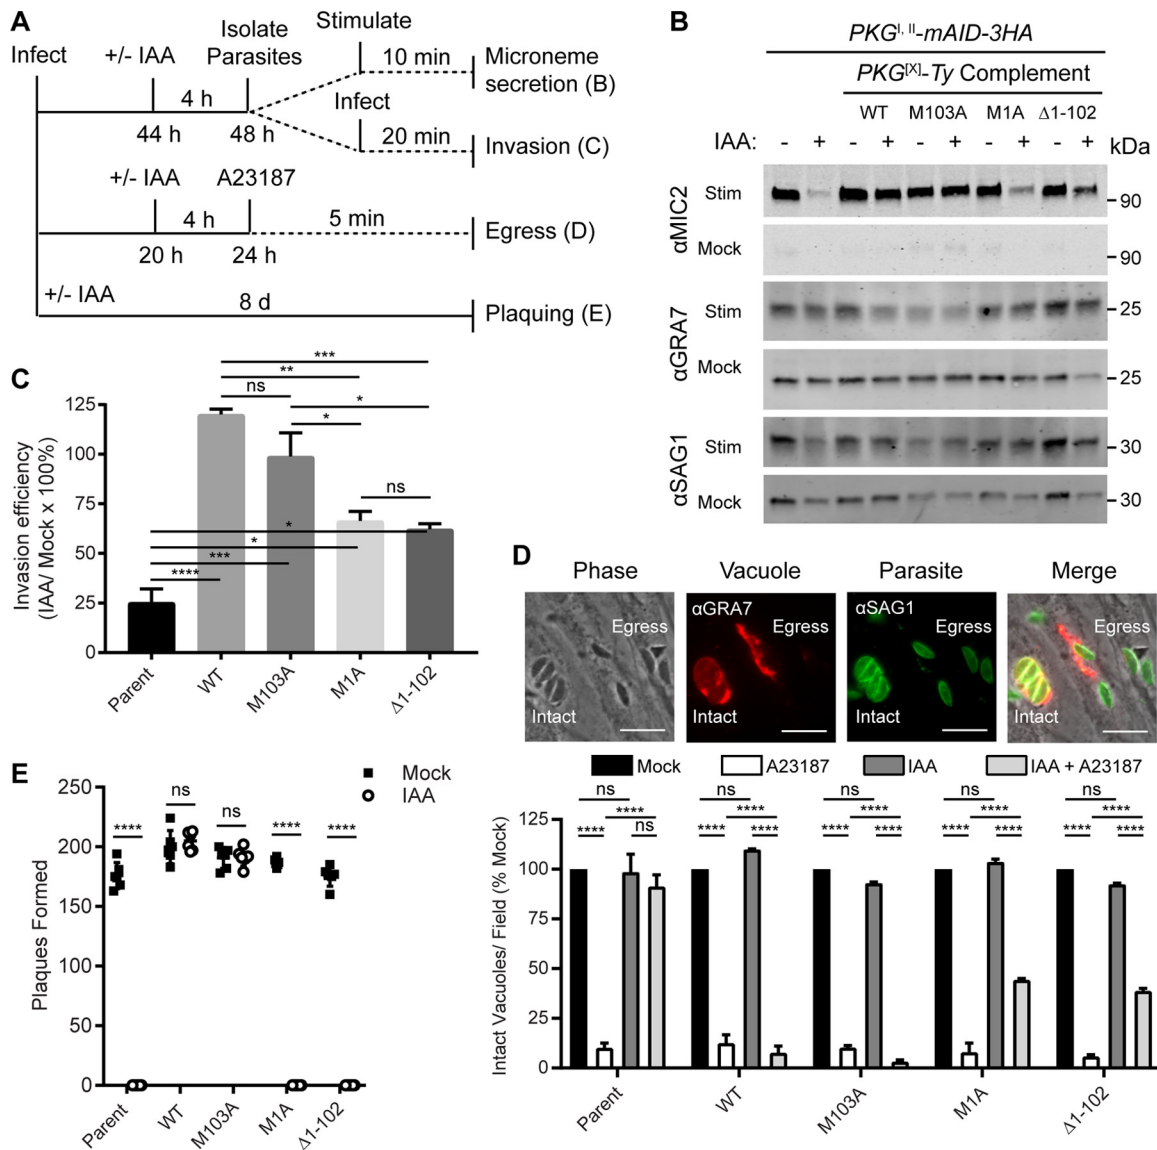 A
Infect
+/- IAA
Isolate
Parasites
Stimulate
10 min
Microneme
secretion (B)
4 h
Infect
44 h
48 h
20 min
Invasion (C)
+/- IAA
A23187
4 h
5 min
Egress (D)
20 h
24 h
+/- IAA
8 d
Plaquing (E)
B
PKG^I, II-mAID-3HA
PKG^[X]-Ty Complement
WT M103A M1A Δ1-102
IAA: - + - + - + - + - + kDa
αMIC2
Stim
90
Mock
90
αGRA7
Stim
25
Mock
25
αSAG1
Stim
30
Mock
30
C
Invasion efficiency
(IAA/ Mock x 100%)
125
100
75
50
25
0
***
**
ns
*
*
ns
*
*
***
****
Parent
WT
M103A
M1A
Δ1-102
D
Phase Vacuole Parasite Merge
αGRA7 αSAG1
Egress Egress Egress
Intact Intact Intact Intact
Mock A23187 IAA IAA + A23187
Intact Vacuoles/ Field (% Mock)
125
100
75
50
25
0
ns ns ns ns ns
**** **** **** **** ****
**** ns **** **** **** **** **** **** **** ****
Parent
WT
M103A
M1A
Δ1-102
E
Mock
IAA
Plaques Formed
250
200
150
100
50
0
**** ns ns **** ****
Parent
WT
M103A
M1A
Δ1-102